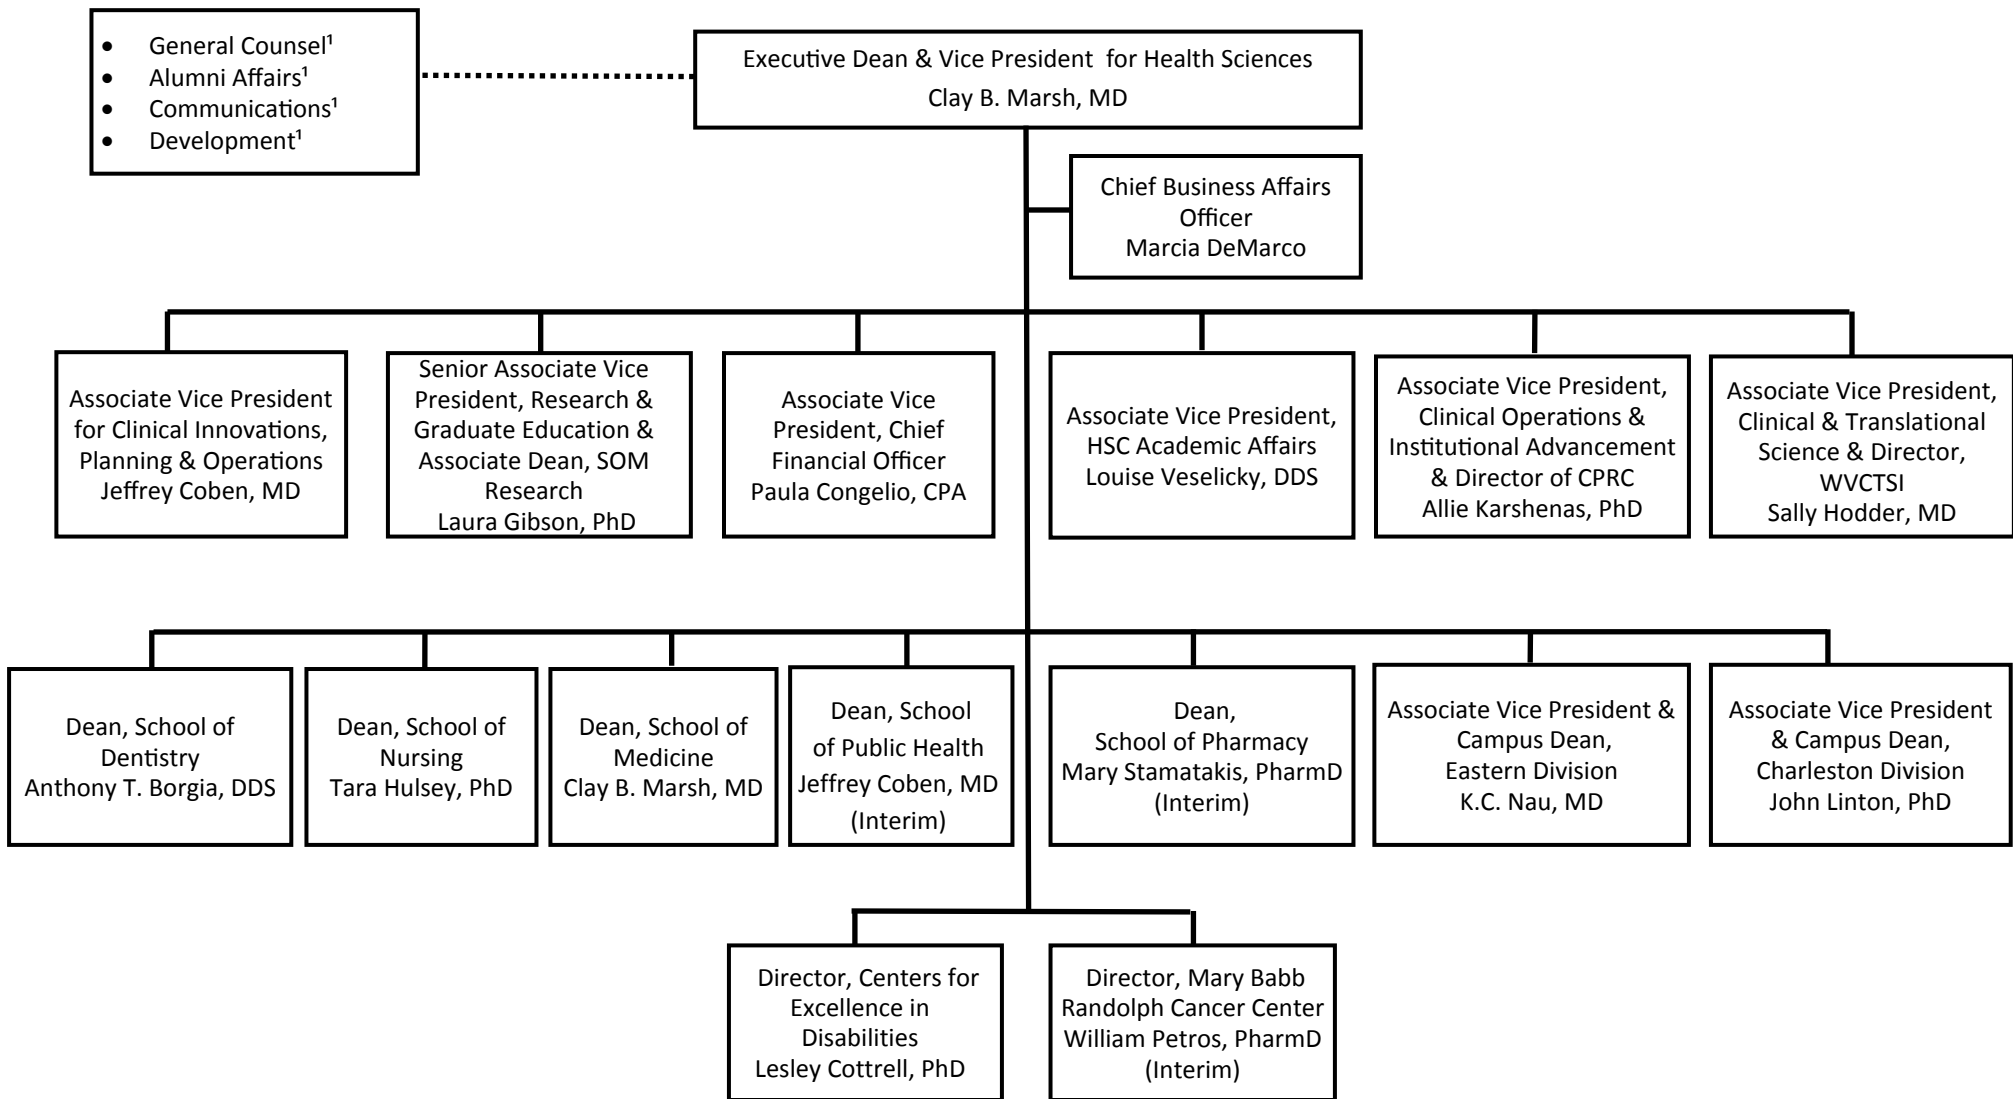 • General Counsel¹
• Alumni Affairs¹
• Communications¹
• Development¹
Executive Dean & Vice President for Health Sciences
Clay B. Marsh, MD
Chief Business Affairs
Officer
Marcia DeMarco
Associate Vice President
for Clinical Innovations,
Planning & Operations
Jeffrey Coben, MD
Senior Associate Vice
President, Research &
Graduate Education &
Associate Dean, SOM
Research
Laura Gibson, PhD
Associate Vice
President, Chief
Financial Officer
Paula Congelio, CPA
Associate Vice President,
HSC Academic Affairs
Louise Veselicky, DDS
Associate Vice President,
Clinical Operations &
Institutional Advancement
& Director of CPRC
Allie Karshenas, PhD
Associate Vice President,
Clinical & Translational
Science & Director,
WVCTSI
Sally Hodder, MD
Dean, School of
Dentistry
Anthony T. Borgia, DDS
Dean, School of
Nursing
Tara Hulsey, PhD
Dean, School of
Medicine
Clay B. Marsh, MD
Dean, School
of Public Health
Jeffrey Coben, MD
(Interim)
Dean,
School of Pharmacy
Mary Stamatakis, PharmD
(Interim)
Associate Vice President &
Campus Dean,
Eastern Division
K.C. Nau, MD
Associate Vice President
& Campus Dean,
Charleston Division
John Linton, PhD
Director, Centers for
Excellence in
Disabilities
Lesley Cottrell, PhD
Director, Mary Babb
Randolph Cancer Center
William Petros, PharmD
(Interim)